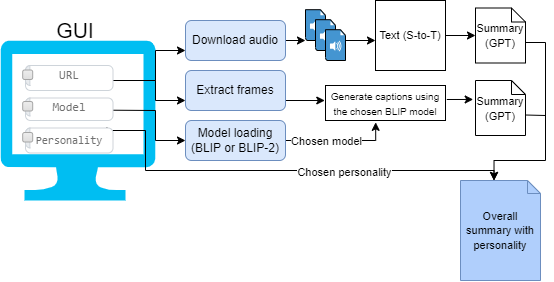 GUI
URL
Model
Personality
Download audio
Text (S-to-T)
Summary
(GPT)
Extract frames
Generate captions using
the chosen BLIP model
Summary
(GPT)
Model loading
(BLIP or BLIP-2)
Chosen model
Chosen personality
Overall
summary with
personality